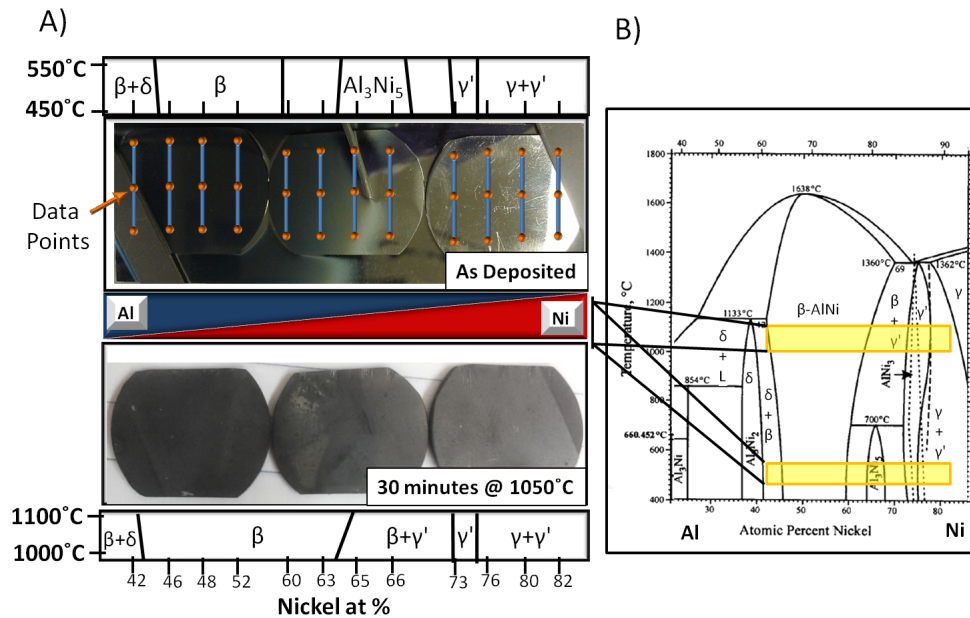 A)
B)
550˚C
450˚C
β+δ
β
Al₃Ni₅
γ'
γ+γ'
Data
Points
As Deposited
Al
Ni
30 minutes @ 1050˚C
1100˚C
1000˚C
β+δ
β
β+γ'
γ'
γ+γ'
42 46 48 52 60 63 65 66 73 76 80 82
Nickel at %
40 50 60 70 80 90
1800
1600
1400
1200
1000
800
600
400
Temperature, °C
1638°C
1360°C
69
1362°C
1133°C
42
β-AlNi
δ
+
L
δ
δ
+
β
β
+
γ'
γ'
γ
AlNi₃
854°C
700°C
660.452°C
Al₃Ni
Al₃Ni₂
Al₃Ni₅
γ
+
γ'
30 40 50 60 70 80
Al
Atomic Percent Nickel
Ni